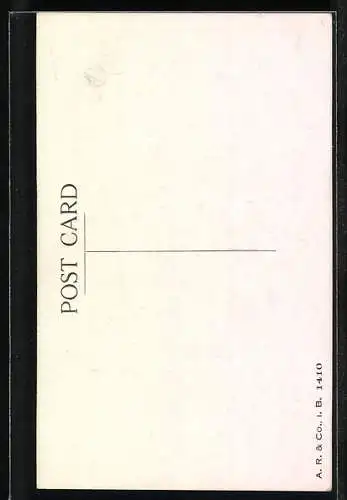 POST CARD
A. R. & Co., I. B. 1410